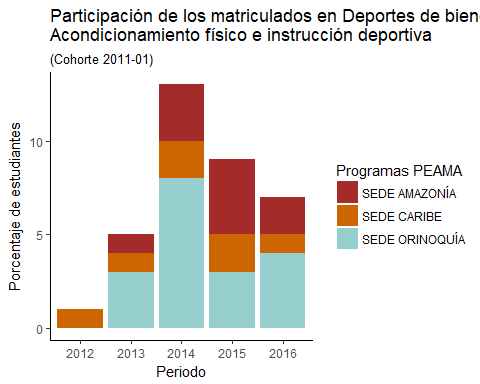 Participación de los matriculados en Deportes de bien
Acondicionamiento físico e instrucción deportiva
(Cohorte 2011-01)
Porcentaje de estudiantes
10
5
0
2012 2013 2014 2015 2016
Periodo
Programas PEAMA
SEDE AMAZONÍA
SEDE CARIBE
SEDE ORINOQUÍA